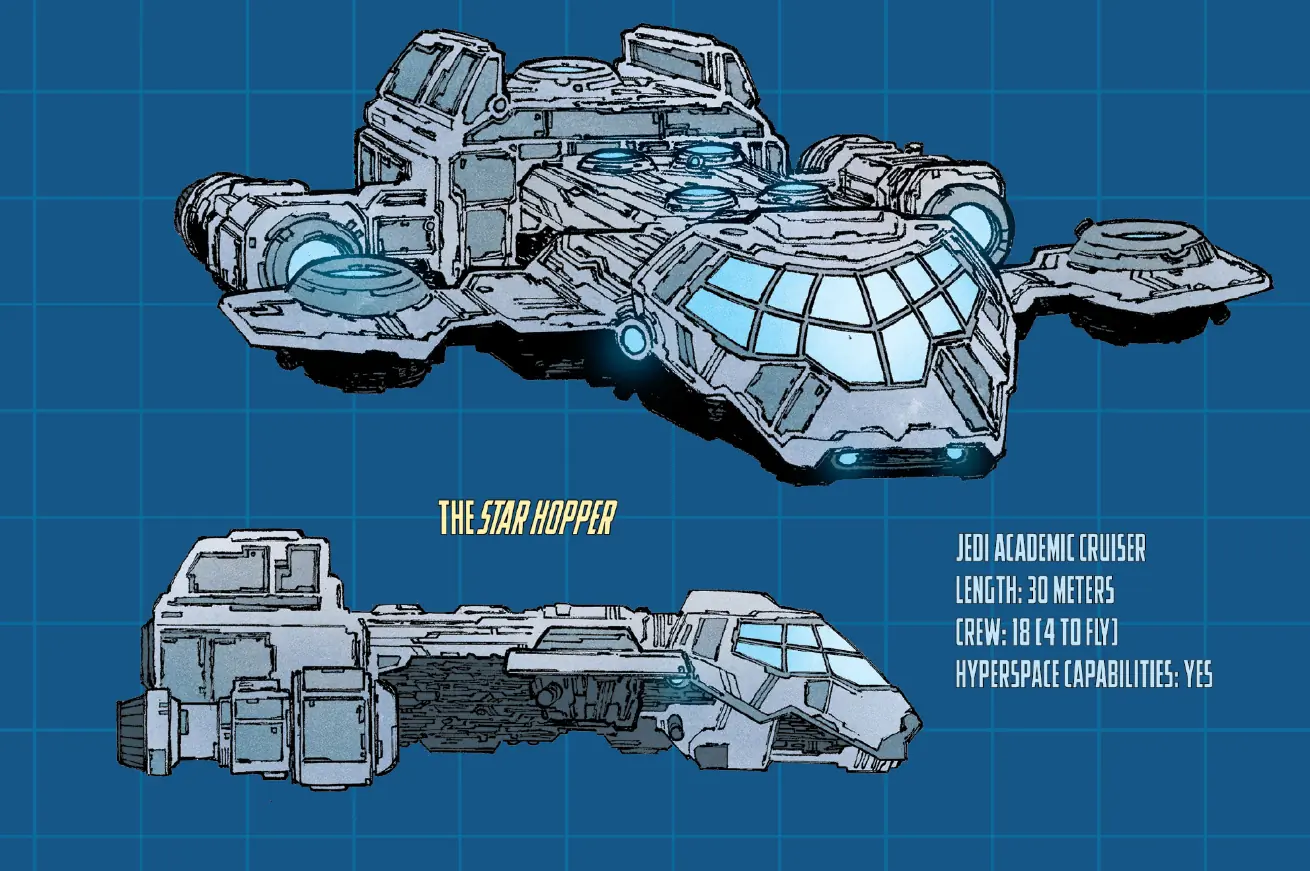 THE STAR HOPPER
JEDI ACADEMIC CRUISER
LENGTH: 30 METERS
CREW: 18 [4 TO FLY]
HYPERSPACE CAPABILITIES: YES